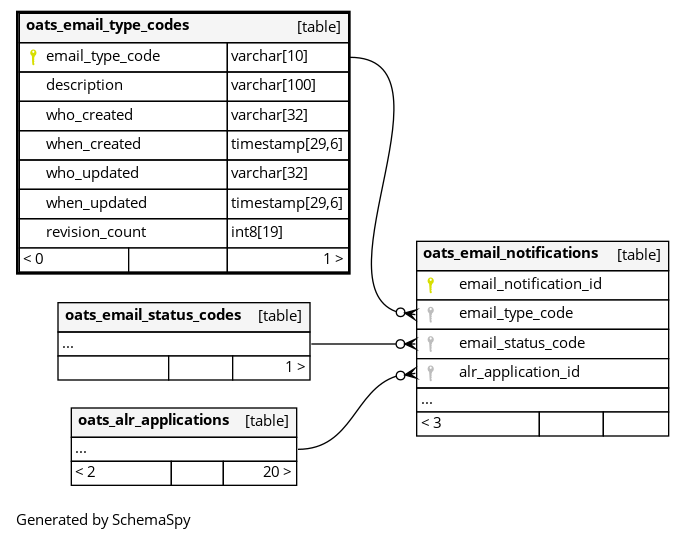 oats_email_type_codes [table]
email_type_code varchar[10]
description varchar[100]
who_created varchar[32]
when_created timestamp[29,6]
who_updated varchar[32]
when_updated timestamp[29,6]
revision_count int8[19]
< 0 1 >
oats_email_notifications [table]
email_notification_id
email_type_code
email_status_code
alr_application_id
...
< 3
oats_email_status_codes [table]
...
1 >
oats_alr_applications [table]
...
< 2 20 >
Generated by SchemaSpy